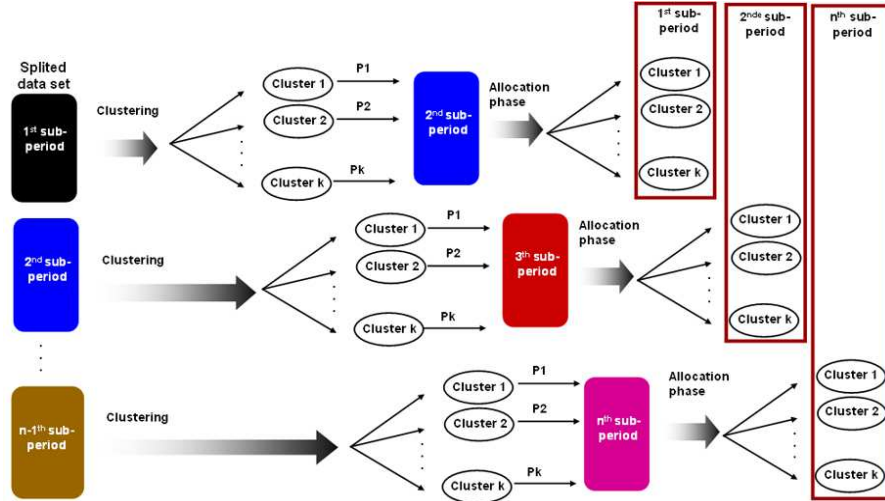 Splited
data set
1st sub-
period
Clustering
Cluster 1
Cluster 2
.
.
.
Cluster k
P1
P2
Pk
2nd sub-
period
Allocation
phase
1st sub-
period
Cluster 1
Cluster 2
.
.
.
Cluster k
2nde sub-
period
nth sub-
period
2nd sub-
period
Clustering
Cluster 1
Cluster 2
.
.
.
Cluster k
P1
P2
Pk
3th sub-
period
Allocation
phase
Cluster 1
Cluster 2
.
.
.
Cluster k
.
.
.
n-1th sub-
period
Clustering
Cluster 1
Cluster 2
.
.
.
Cluster k
P1
P2
Pk
nth sub-
period
Allocation
phase
Cluster 1
Cluster 2
.
.
.
Cluster k